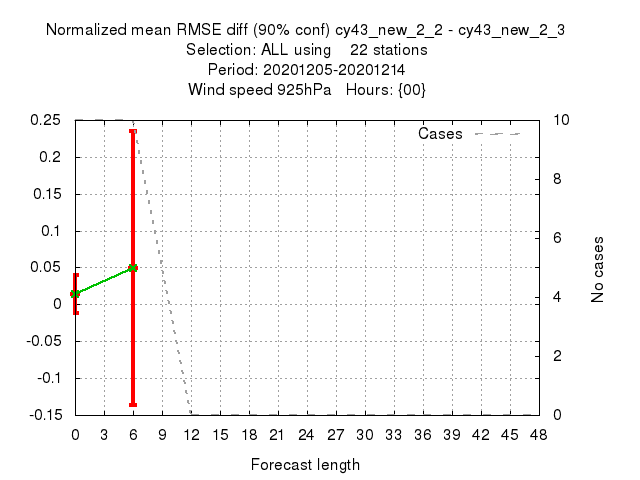 Normalized mean RMSE diff (90% conf) cy43_new_2_2 - cy43_new_2_3
Selection: ALL using 22 stations
Period: 20201205-20201214
Wind speed 925hPa Hours: {00}
Cases
0.25
0.2
0.15
0.1
0.05
0
-0.05
-0.1
-0.15
10
8
6
4
2
0
No cases
0 3 6 9 12 15 18 21 24 27 30 33 36 39 42 45 48
Forecast length